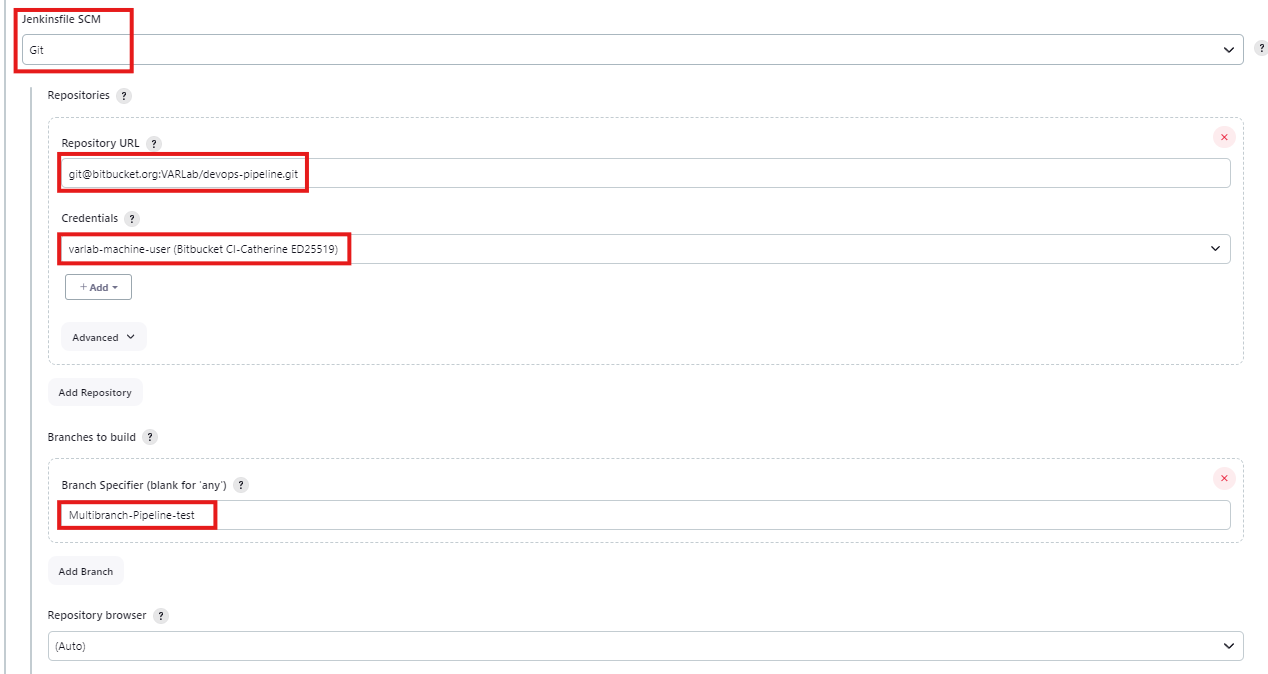 Jenkinsfile SCM
Git
?
Repositories ?
Repository URL ?
git@bitbucket.org:VARLab/devops-pipeline.git
Credentials ?
varlab-machine-user (Bitbucket CI-Catherine ED25519)
+ Add
Advanced
Add Repository
Branches to build ?
Branch Specifier (blank for 'any') ?
Multibranch-Pipeline-test
Add Branch
Repository browser ?
(Auto)